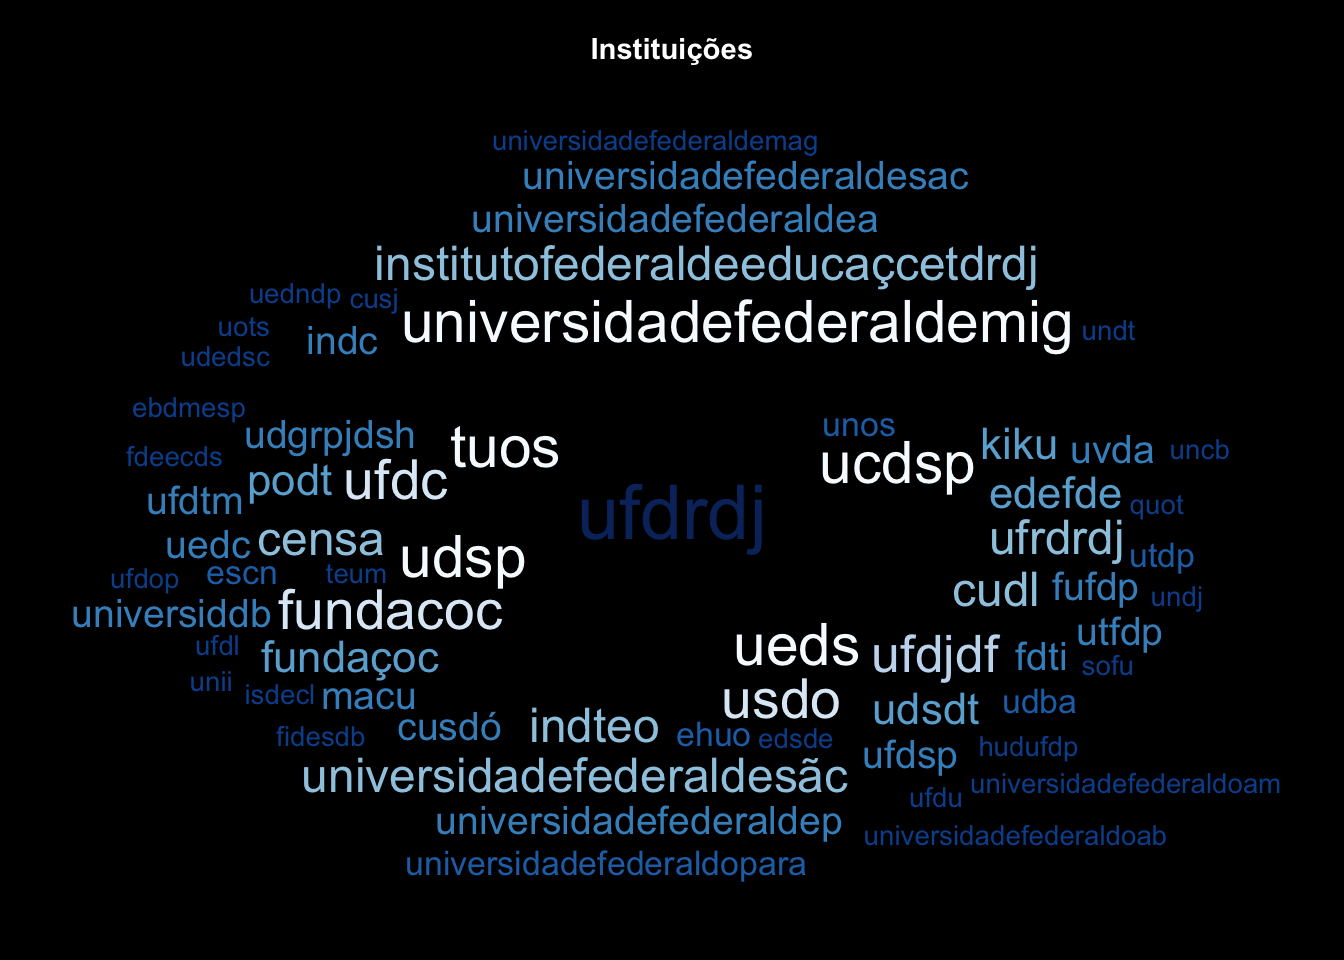 Instituições
universidadefederaldemag
universidadefederaldesac
universidadefederaldea
institutofederaldeeducaçcetdrdj
uedndp cusj
universidadefederaldemig
uots indc undt
udedsc
ebdmesp
udgrpjdsh tuos unos
ucdsp kiku uvda uncb
fdeecds podt ufdc
edefde quot
ufdtm ufdrdj
uedc censa udsp ufrdrdj utdp
ufdop escn teum
cudl fufdp undj
universiddb fundacoc
ufdl fundaçoc ueds ufdjdf fdti utfdp
sofu
unii isdecl macu usdo udsdt udba
fidesdb cusdó indteo ehuo edsde ufdsp hudufdp
universidadefederaldesãc
ufdu universidadefederaldoam
universidadefederaldep
universidadefederaldoab
universidadefederaldopara